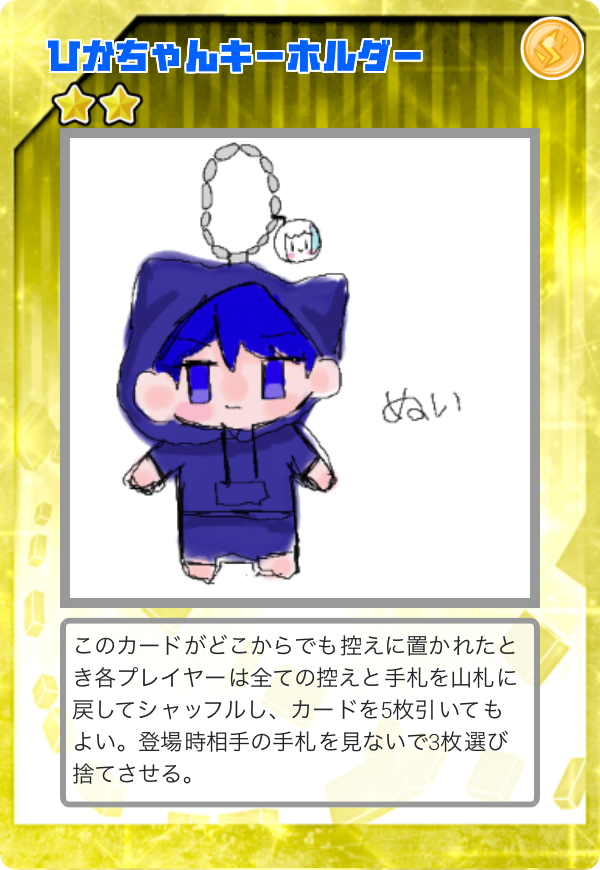 ひかちゃんキーホルダー
ぬい
このカードがどこからでも控えに置かれたと
き各プレイヤーは全ての控えと手札を山札に
戻してシャッフルし、カードを5枚引いても
よい。登場時相手の手札を見ないで3枚選び
捨てさせる。